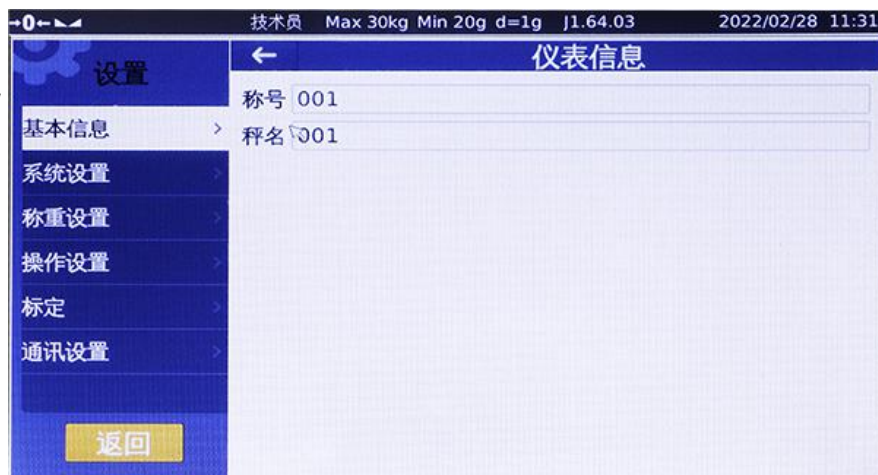 →0← 技术员 Max 30kg Min 20g d=1g J1.64.03 2022/02/28 11:31
设置
← 仪表信息
称号 001
秤名 001
基本信息 >
系统设置 >
称重设置 >
操作设置 >
标定 >
通讯设置 >
返回